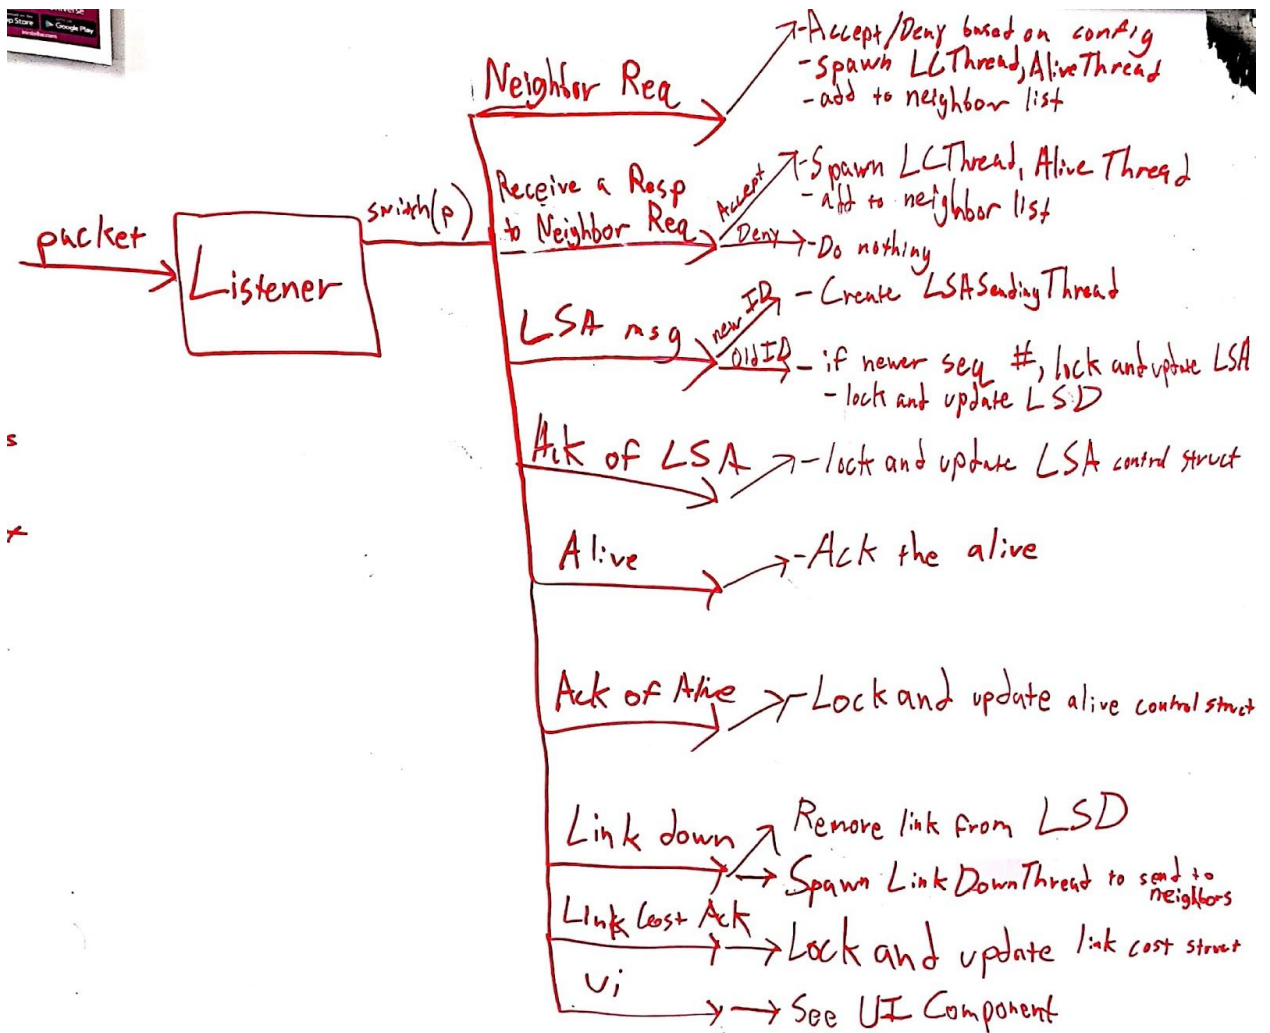 p Store
Google Play
Neighbor Req
- Accept/Deny based on config
- spawn LCThread, AliveThread
- add to neighbor list
packet
Listener
switch(p)
Receive a Resp
to Neighbor Req
Accept
- Spawn LCThread, Alive Thread
- add to neighbor list
Deny
- Do nothing
LSA msg
new ID
- Create LSASendingThread
Old ID
- if newer seq #, lock and update LSA
- lock and update LSD
s
Ack of LSA
- lock and update LSA control struct
Alive
- Ack the alive
Ack of Alive
- Lock and update alive control struct
Link down
Remove link from LSD
Spawn LinkDownThread to send to
neighbors
Link Cost Ack
Lock and update link cost struct
Ui
See UI Component